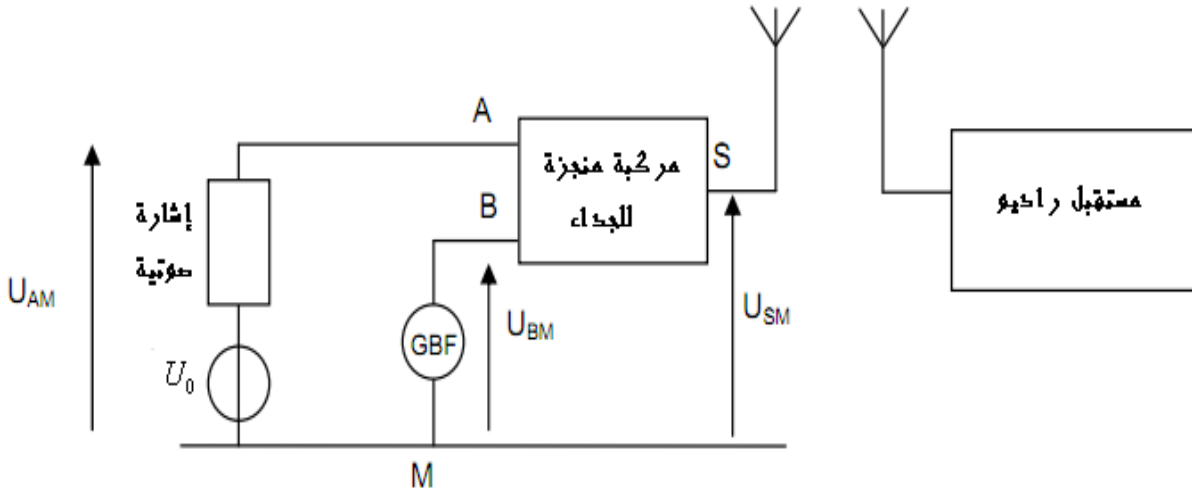 A
S
مركبة منجزة
للجداء
B
إشارة
صوتية
U_AM
U_0
GBF
U_BM
U_SM
M
مستقبل راديو